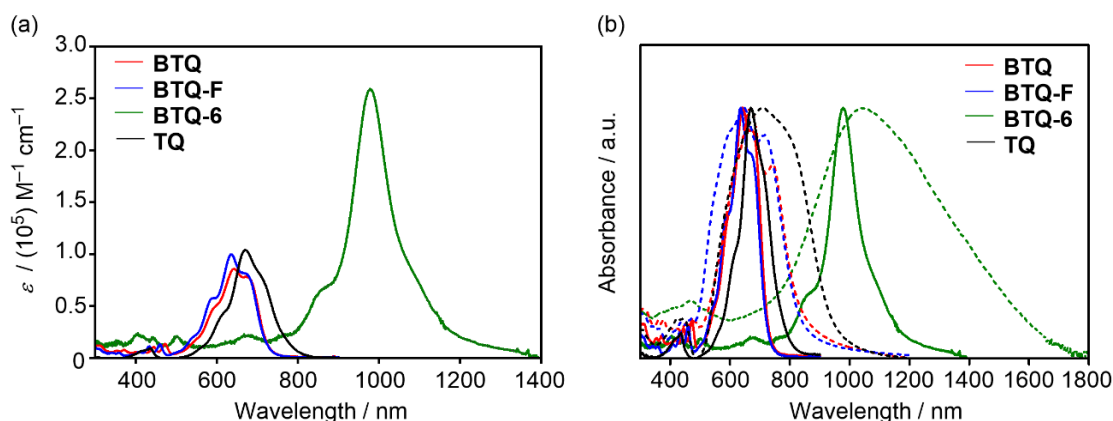 (a)
3.0
2.5
2.0
1.5
1.0
0.5
0
ε / (10⁵) M⁻¹ cm⁻¹
BTQ
BTQ-F
BTQ-6
TQ
400 600 800 1000 1200 1400
Wavelength / nm
(b)
Absorbance / a.u.
BTQ
BTQ-F
BTQ-6
TQ
400 600 800 1000 1200 1400 1600 1800
Wavelength / nm